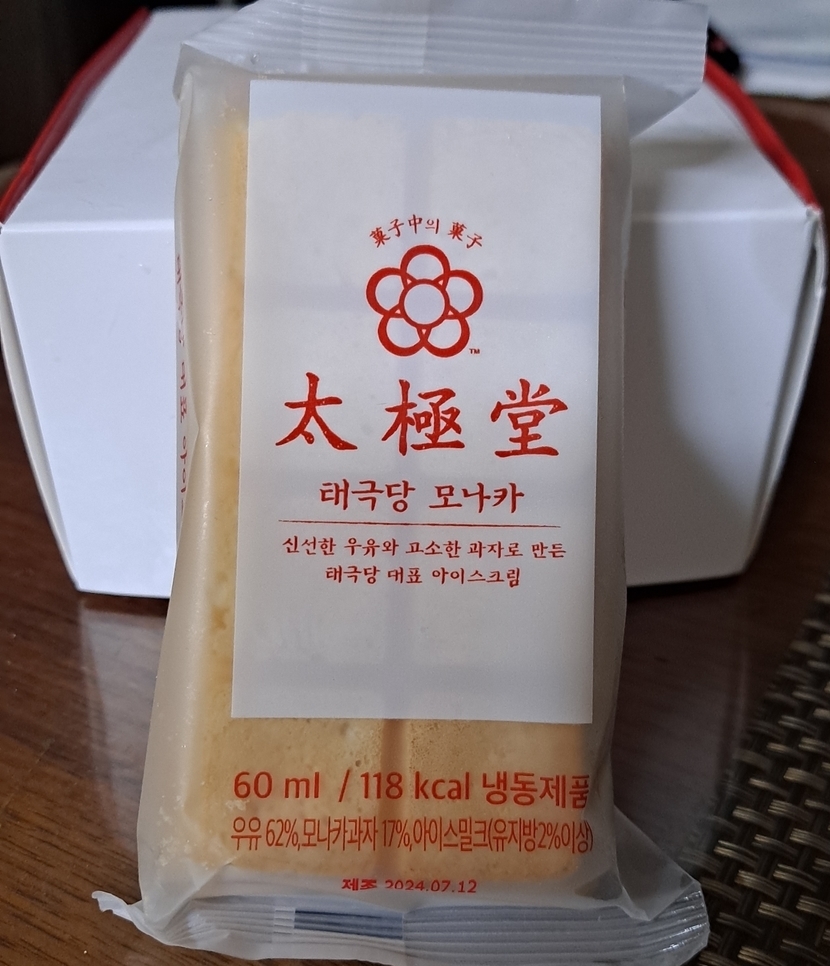 菓子中의 菓子
TM
太極堂
태극당 모나카
신선한 우유와 고소한 과자로 만든
태극당 대표 아이스크림
60 ml / 118 kcal 냉동제품
우유 62%,모나카과자 17%,아이스밀크(유지방2%이상)
제조 2024.07.12